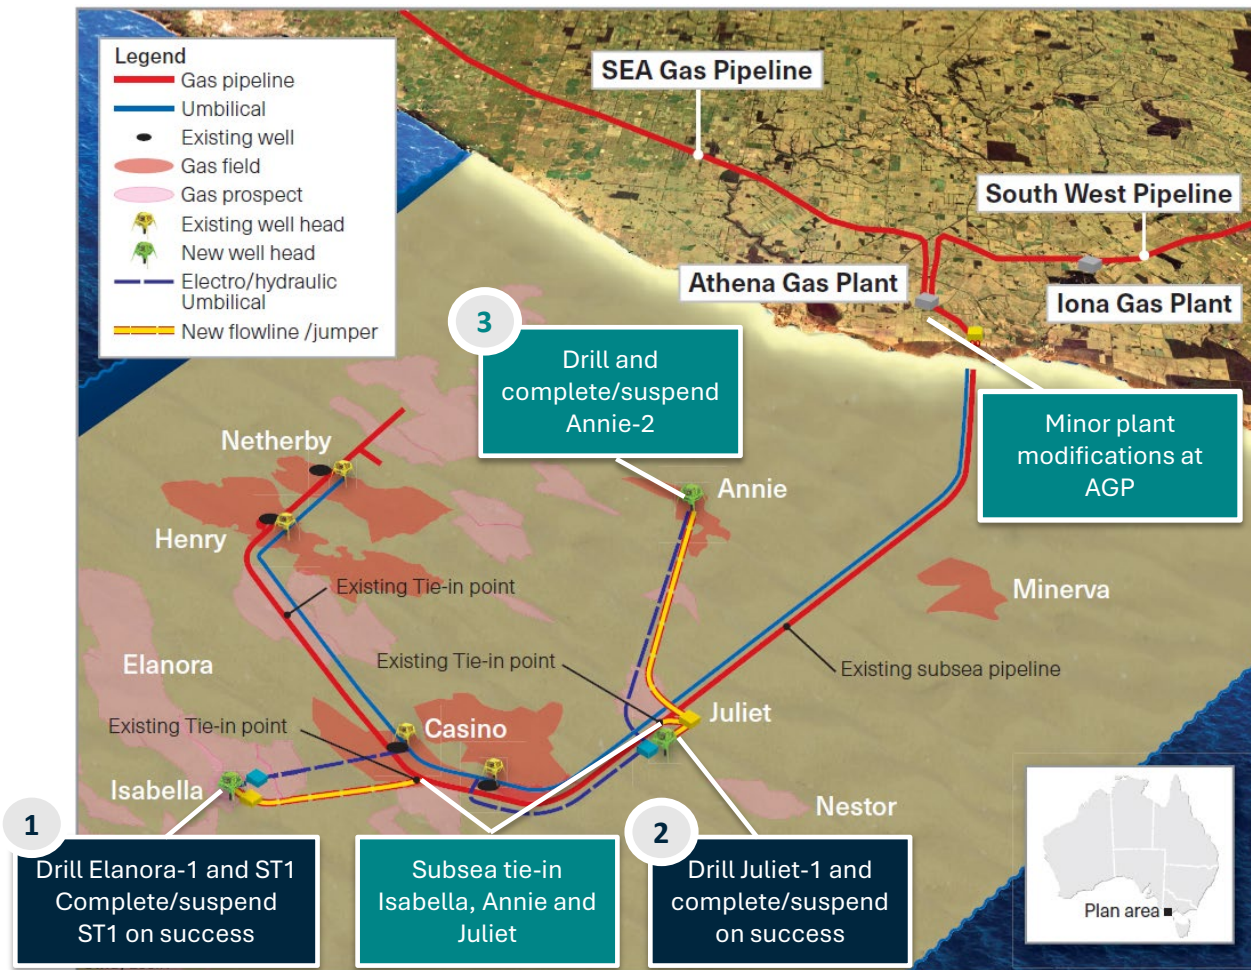 Legend
Gas pipeline
Umbilical
Existing well
Gas field
Gas prospect
Existing well head
New well head
Electro/hydraulic
Umbilical
New flowline /jumper
SEA Gas Pipeline
South West Pipeline
Athena Gas Plant
Iona Gas Plant
3
Drill and
complete/suspend
Annie-2
Minor plant
modifications at
AGP
Netherby
Annie
Henry
Existing Tie-in point
Minerva
Elanora
Existing Tie-in point
Existing subsea pipeline
Juliet
Existing Tie-in point
Casino
Isabella
Nestor
1
Drill Elanora-1 and ST1
Complete/suspend
ST1 on success
Subsea tie-in
Isabella, Annie and
Juliet
2
Drill Juliet-1 and
complete/suspend
on success
Plan area